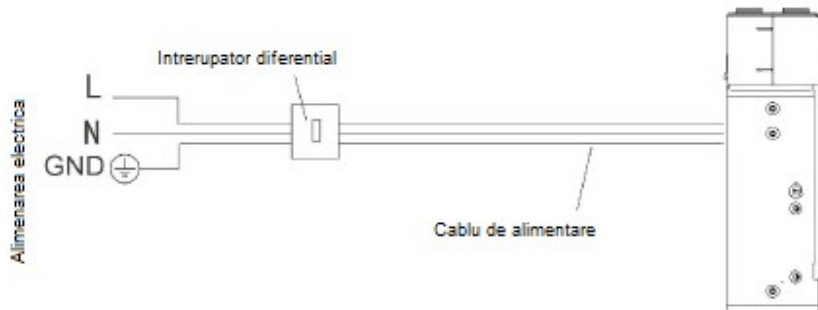 Intrerupator diferential
L
N
GND
Alimenarea electrica
Cablu de alimentare